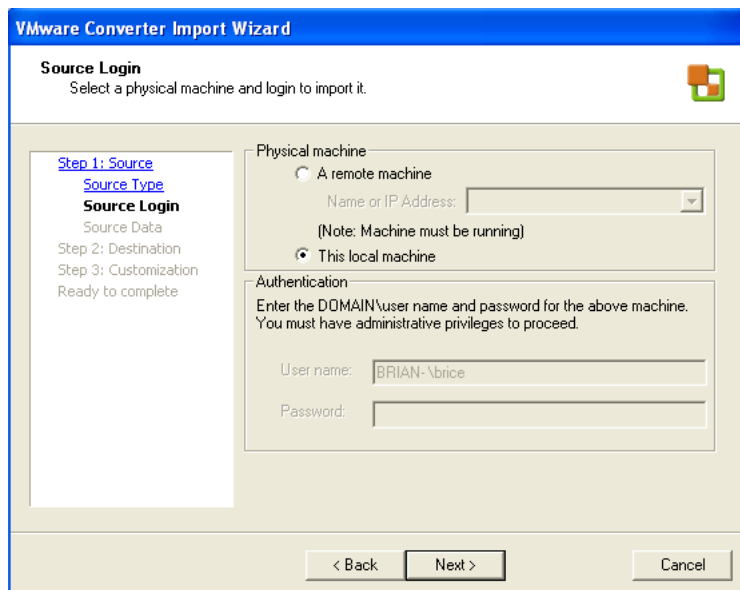 VMware Converter Import Wizard
Source Login
Select a physical machine and login to import it.
Step 1: Source
Source Type
Source Login
Source Data
Step 2: Destination
Step 3: Customization
Ready to complete
Physical machine
A remote machine
Name or IP Address:
(Note: Machine must be running)
This local machine
Authentication
Enter the DOMAIN\user name and password for the above machine.
You must have administrative privileges to proceed.
User name: BRIAN-\brice
Password:
< Back Next > Cancel